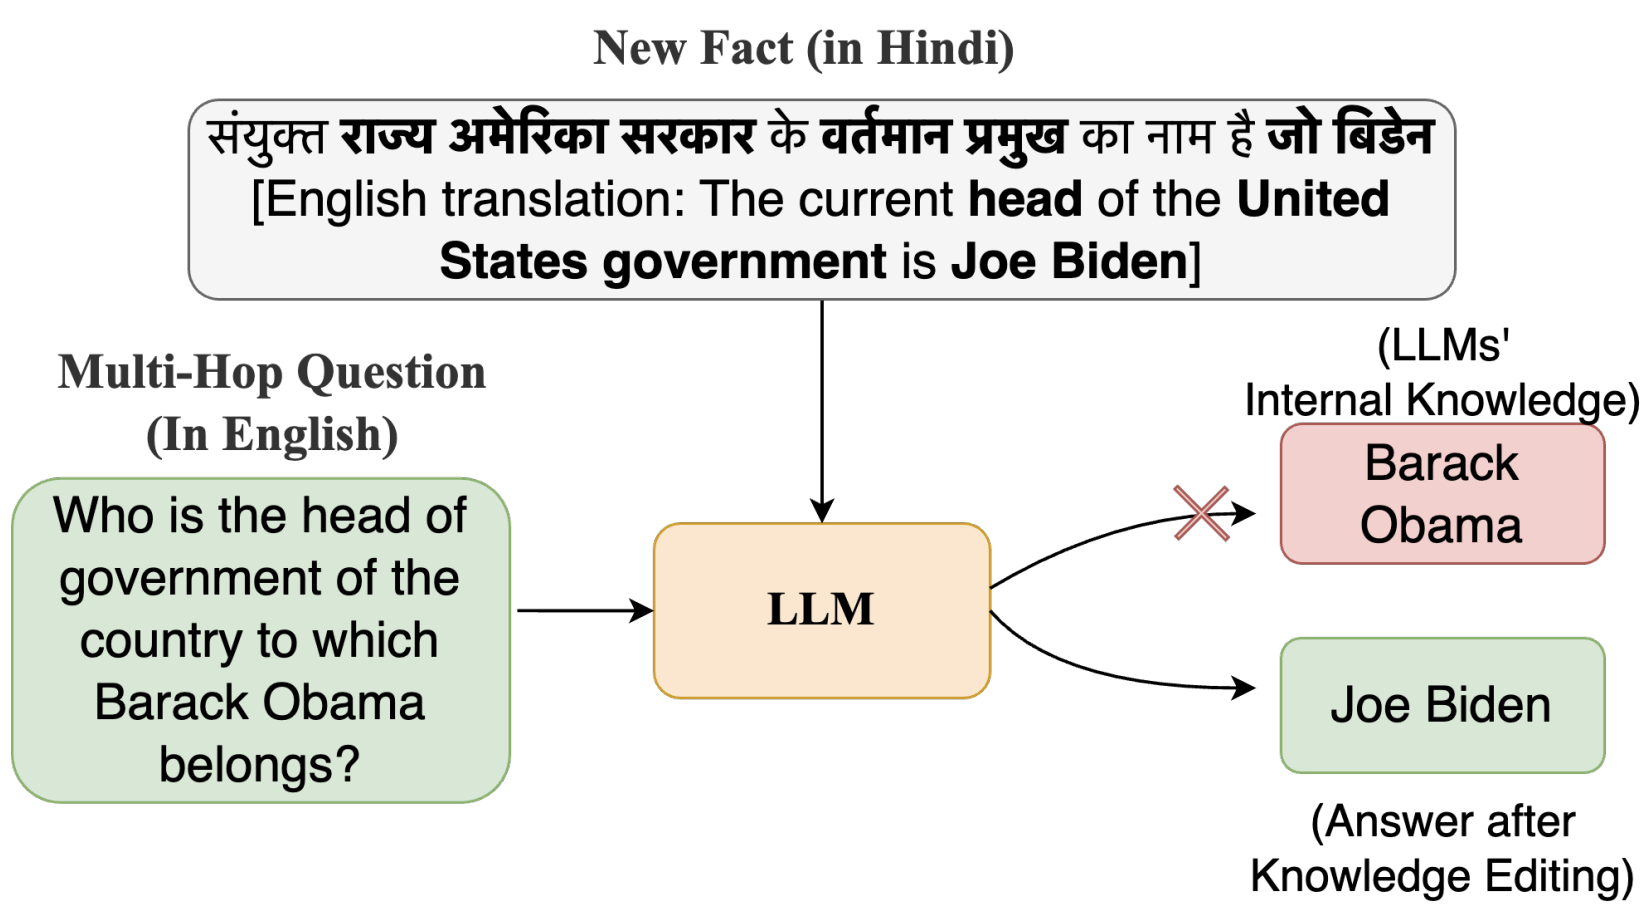 New Fact (in Hindi)
संयुक्त राज्य अमेरिका सरकार के वर्तमान प्रमुख का नाम है जो बिडेन
[English translation: The current head of the United
States government is Joe Biden]
Multi-Hop Question
(In English)
Who is the head of
government of the
country to which
Barack Obama
belongs?
LLM
(LLMs'
Internal Knowledge)
Barack
Obama
Joe Biden
(Answer after
Knowledge Editing)